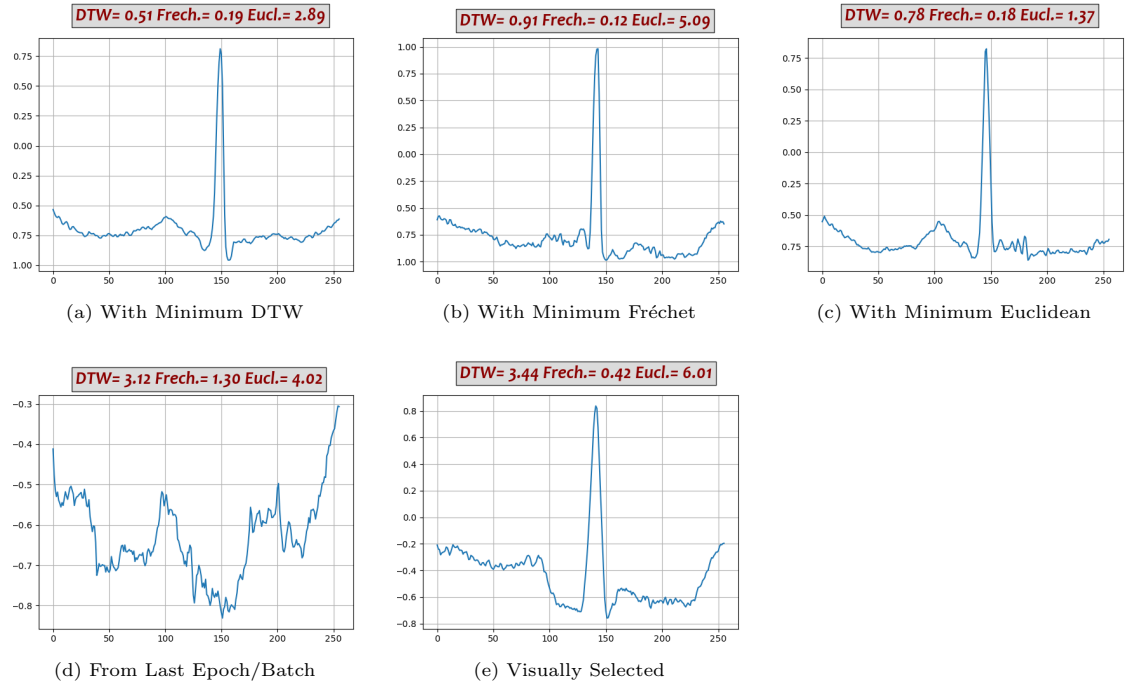 DTW= 0.51 Frech.= 0.19 Eucl.= 2.89
0.75
0.50
0.25
0.00
0.25
0.50
0.75
1.00
0 50 100 150 200 250
(a) With Minimum DTW
DTW= 0.91 Frech.= 0.12 Eucl.= 5.09
1.00
0.75
0.50
0.25
0.00
0.25
0.50
0.75
1.00
0 50 100 150 200 250
(b) With Minimum Fréchet
DTW= 0.78 Frech.= 0.18 Eucl.= 1.37
0.75
0.50
0.25
0.00
0.25
0.50
0.75
0 50 100 150 200 250
(c) With Minimum Euclidean
DTW= 3.12 Frech.= 1.30 Eucl.= 4.02
−0.3
−0.4
−0.5
−0.6
−0.7
−0.8
0 50 100 150 200 250
(d) From Last Epoch/Batch
DTW= 3.44 Frech.= 0.42 Eucl.= 6.01
0.8
0.6
0.4
0.2
0.0
−0.2
−0.4
−0.6
−0.8
0 50 100 150 200 250
(e) Visually Selected